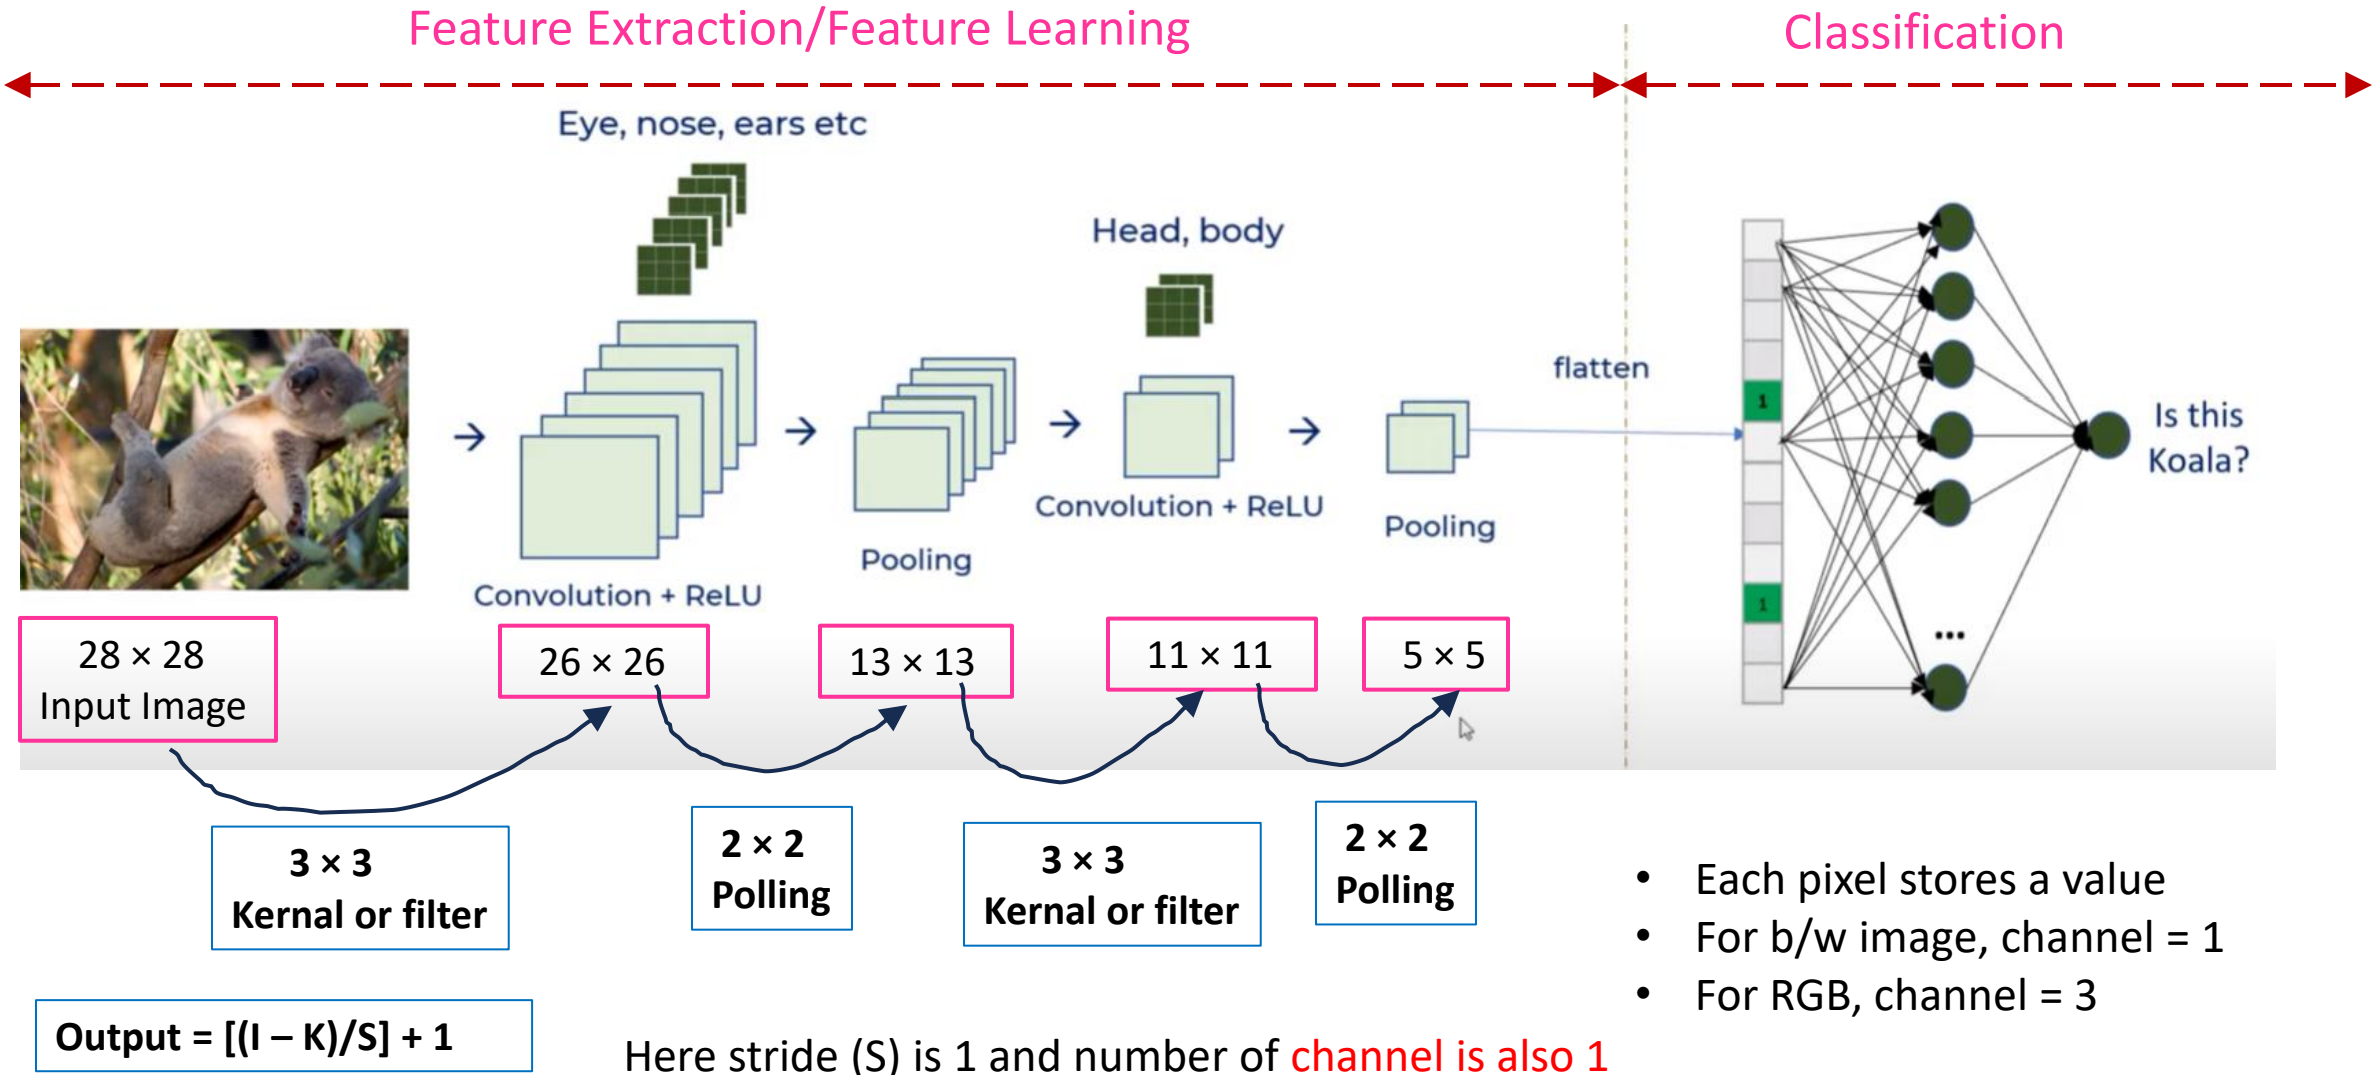 Feature Extraction/Feature Learning
Classification
Eye, nose, ears etc
Head, body
flatten
1
1
...
Is this
Koala?
Convolution + ReLU
Pooling
Convolution + ReLU
Pooling
28 × 28
Input Image
26 × 26
13 × 13
11 × 11
5 × 5
3 × 3
Kernal or filter
2 × 2
Polling
3 × 3
Kernal or filter
2 × 2
Polling
• Each pixel stores a value
• For b/w image, channel = 1
• For RGB, channel = 3
Output = [(I – K)/S] + 1
Here stride (S) is 1 and number of channel is also 1